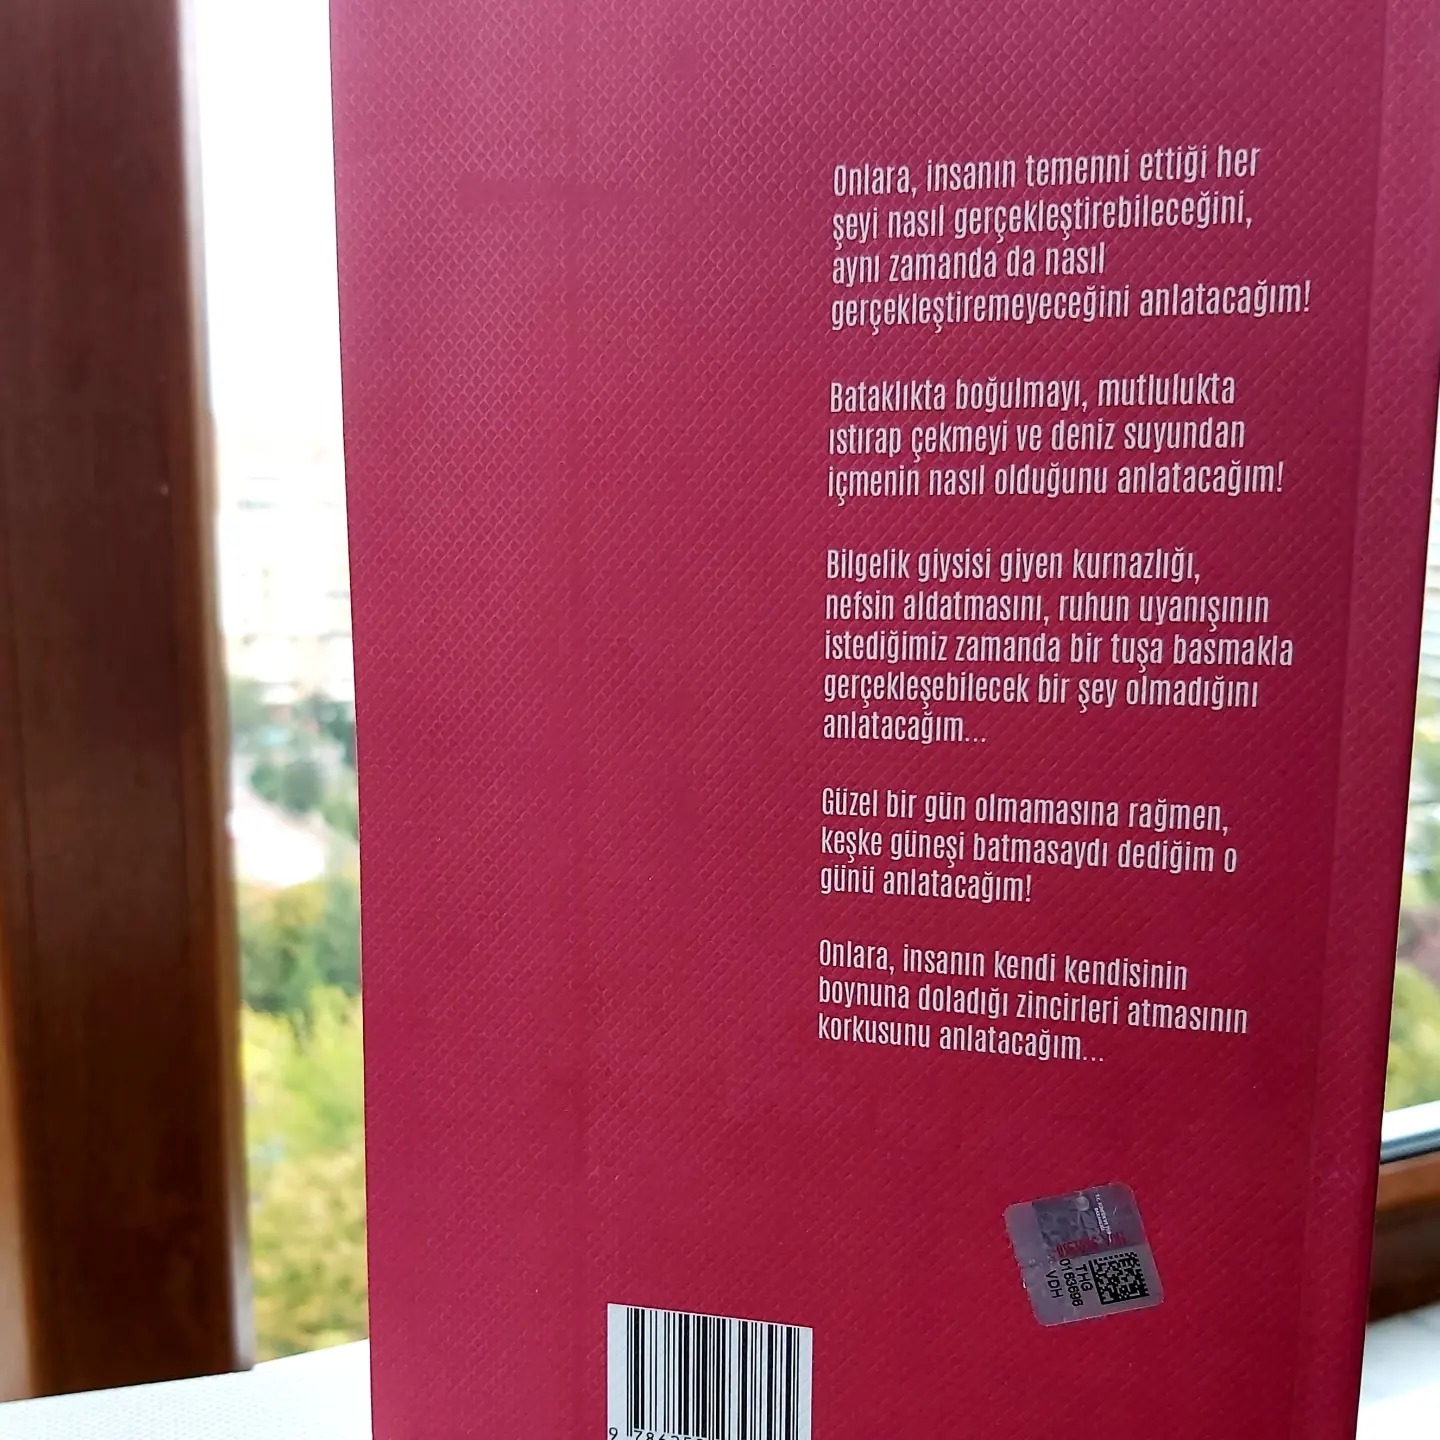 Onlara, insanın temenni ettiği her
şeyi nasıl gerçekleştirebileceğini,
aynı zamanda da nasıl
gerçekleştiremeyeceğini anlatacağım!
Bataklıkta boğulmayı, mutlulukta
ıstırap çekmeyi ve deniz suyundan
içmenin nasıl olduğunu anlatacağım!
Bilgelik giysisi giyen kurnazlığı,
nefsin aldatmasını, ruhun uyanışının
istediğimiz zamanda bir tuşa basmakla
gerçekleşebilecek bir şey olmadığını
anlatacağım...
Güzel bir gün olmamasına rağmen,
keşke güneşi batmasaydı dediğim o
günü anlatacağım!
Onlara, insanın kendi kendisinin
boynuna doladığı zincirleri atmasının
korkusunu anlatacağım...
THG
VDH